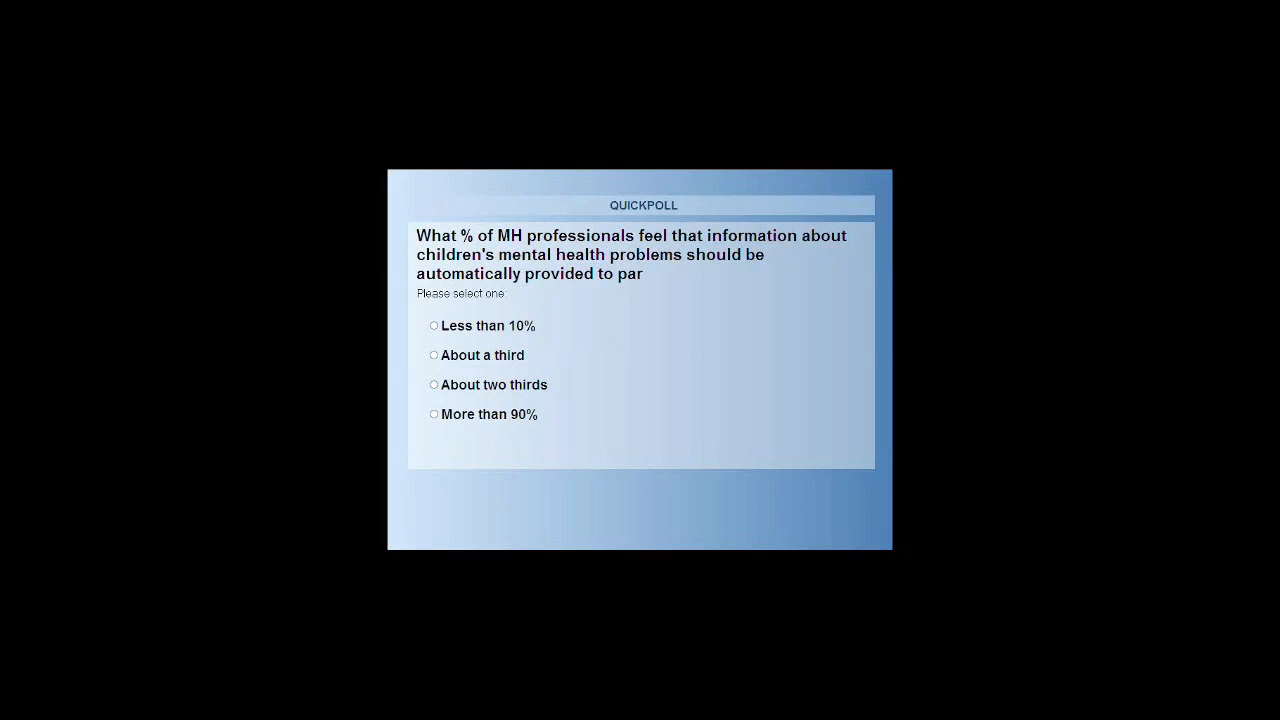 QUICKPOLL
What % of MH professionals feel that information about
children's mental health problems should be
automatically provided to par
Please select one:
Less than 10%
About a third
About two thirds
More than 90%